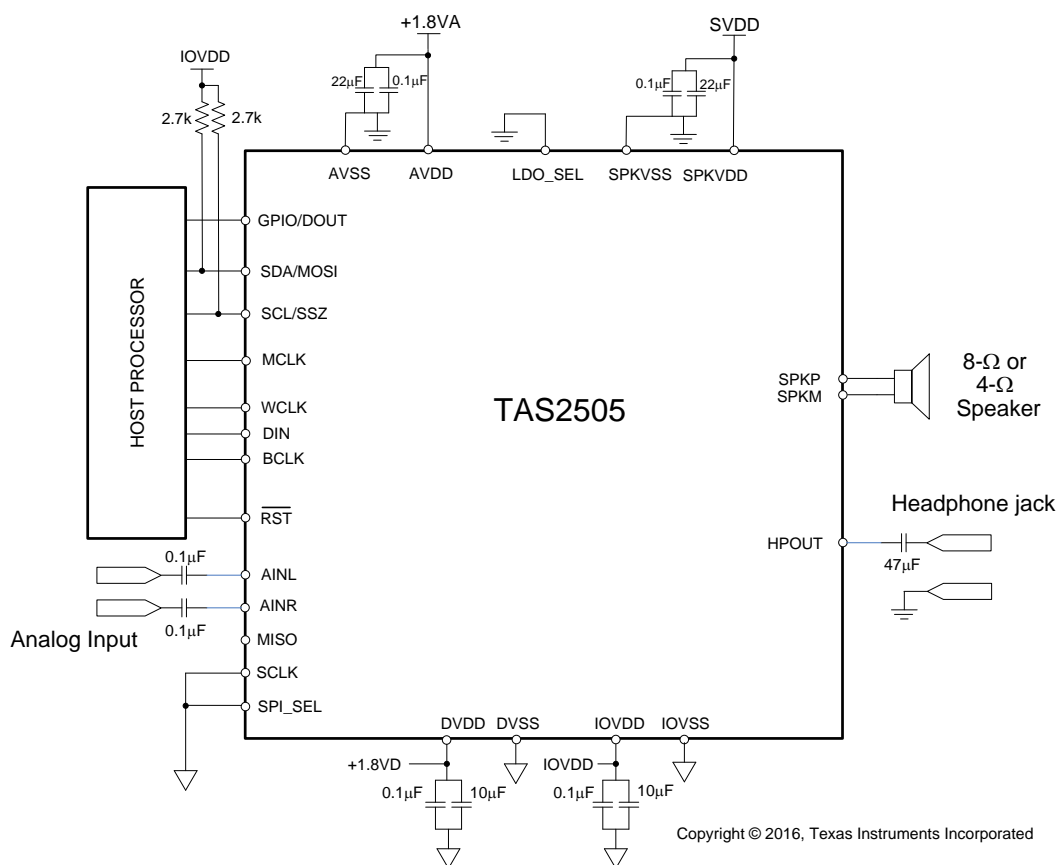 +1.8VA
SVDD
IOVDD
22μF
0.1μF
0.1μF
22μF
2.7k
2.7k
AVSS
AVDD
LDO_SEL
SPKVSS
SPKVDD
HOST PROCESSOR
GPIO/DOUT
SDA/MOSI
SCL/SSZ
MCLK
WCLK
DIN
BCLK
RST
TAS2505
SPKP
SPKM
8-Ω or
4-Ω
Speaker
Headphone jack
HPOUT
47μF
0.1μF
AINL
AINR
0.1μF
Analog Input
MISO
SCLK
SPI_SEL
DVDD
DVSS
IOVDD
IOVSS
+1.8VD
IOVDD
0.1μF
10μF
0.1μF
10μF
Copyright © 2016, Texas Instruments Incorporated